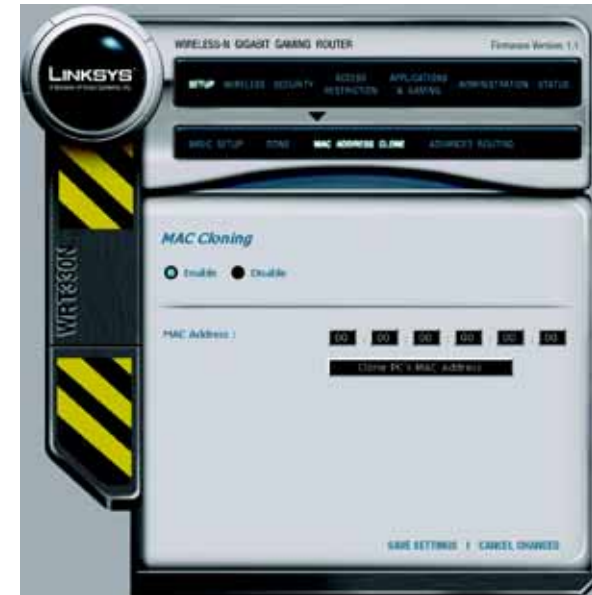 LINKSYS
WIRELESS-N GIGABIT GAMING ROUTER
Firmware Version: 1.1
SETUP WIRELESS SECURITY ACCESS RESTRICTION APPLICATIONS & GAMING ADMINISTRATION STATUS
BASIC SETUP DDNS MAC ADDRESS CLONE ADVANCED ROUTING
WRT330N
MAC Cloning
Enable Disable
MAC Address :
00 : 00 : 00 : 00 : 00 : 00
Clone PC's MAC Address
SAVE SETTINGS | CANCEL CHANGES